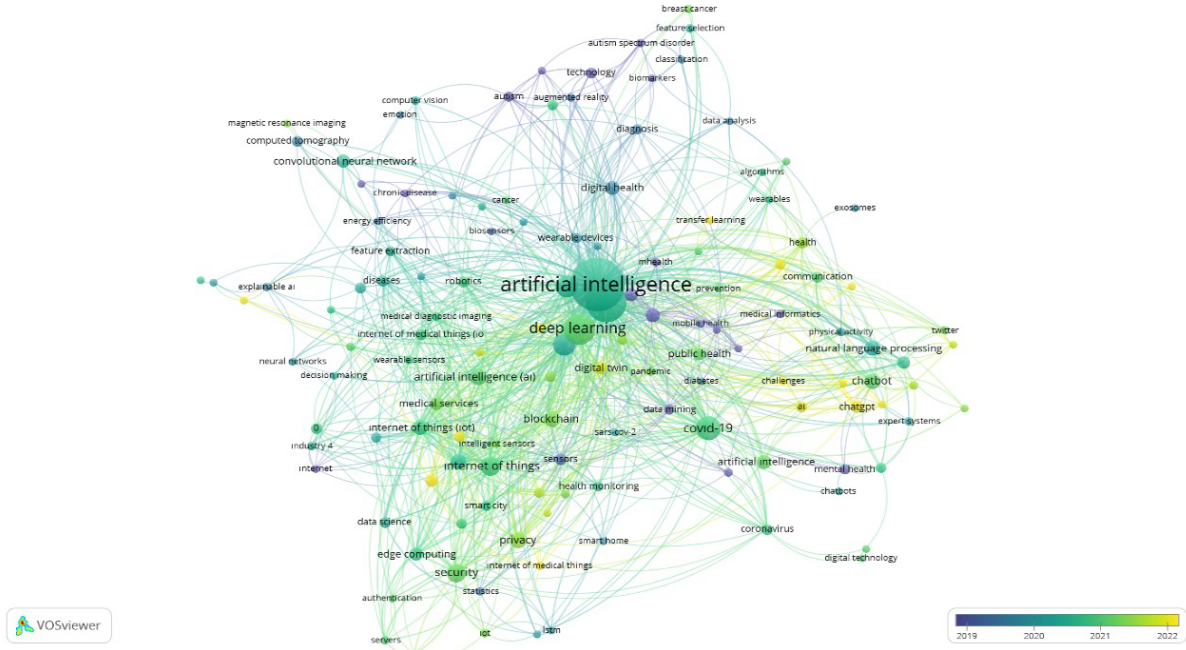 breast cancer
feature selection
autism spectrum disorder
classification
technology
biomarkers
autism
augmented reality
computer vision
emotion
magnetic resonance imaging
data analysis
diagnosis
computed tomography
convolutional neural network
algorithms
digital health
chronic disease
cancer
wearables
exosomes
energy efficiency
transfer learning
biosensors
wearable devices
health
feature extraction
mhealth
communication
diseases
robotics
explainable ai
artificial intelligence
prevention
medical diagnostic imaging
mobile health
medical informatics
deep learning
physical activity
twitter
internet of medical things (io
natural language processing
public health
neural networks
wearable sensors
digital twin
pandemic
decision making
artificial intelligence (ai)
diabetes
challenges
chatbot
medical services
data mining
ai
chatgpt
blockchain
expert systems
0.
internet of things (iot)
sars-cov-2
covid-19
industry 4
intelligent sensors
internet
internet of things
sensors
artificial intelligence
mental health
health monitoring
chatbots
smart city
data science
coronavirus
privacy
smart home
edge computing
digital technology
internet of medical things
security
statistics
authentication
iot
lstm
servers
VOSviewer
2019 2020 2021 2022